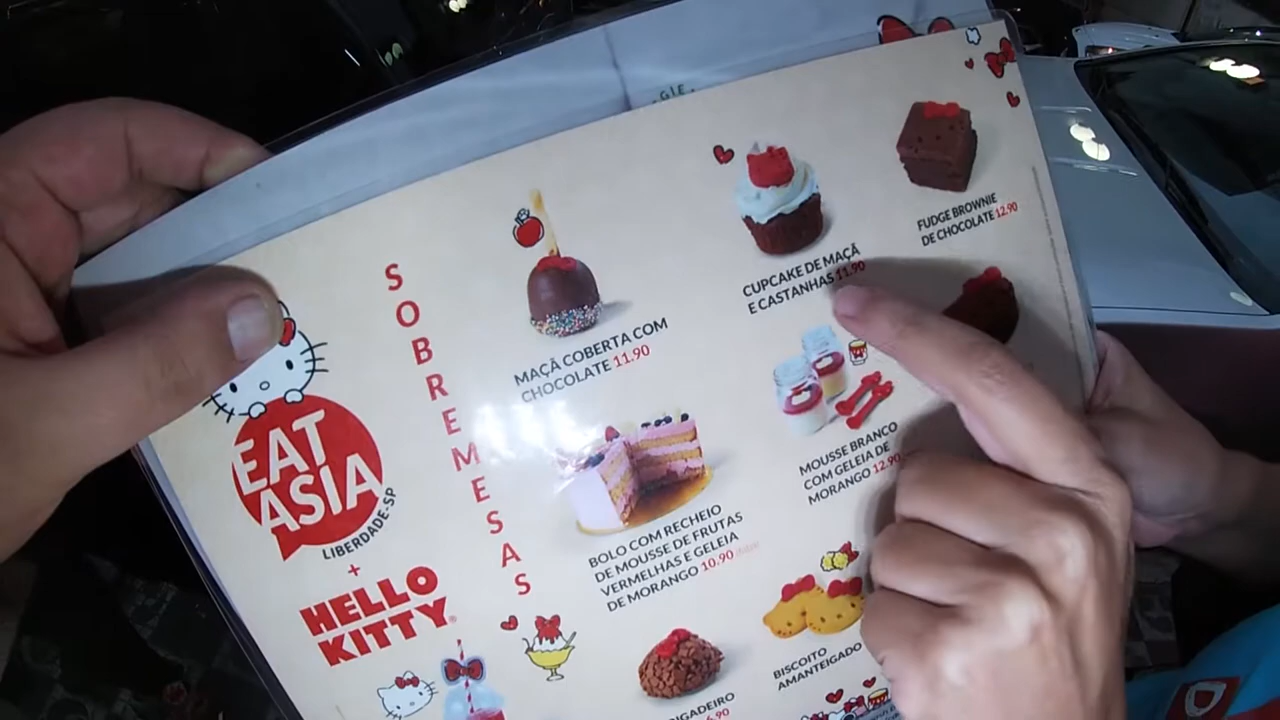 SOBREMESAS
EAT
ASIA
LIBERDADE-SP
+
HELLO
KITTY
MAÇÃ COBERTA COM
CHOCOLATE 11.90
CUPCAKE DE MAÇÃ
E CASTANHAS 11.90
FUDGE BROWNIE
DE CHOCOLATE 12.90
BOLO COM RECHEIO
DE MOUSSE DE FRUTAS
VERMELHAS E GELEIA
DE MORANGO 10.90
MOUSSE BRANCO
COM GELEIA DE
MORANGO 12.90
BISCOITO
AMANTEIGADO